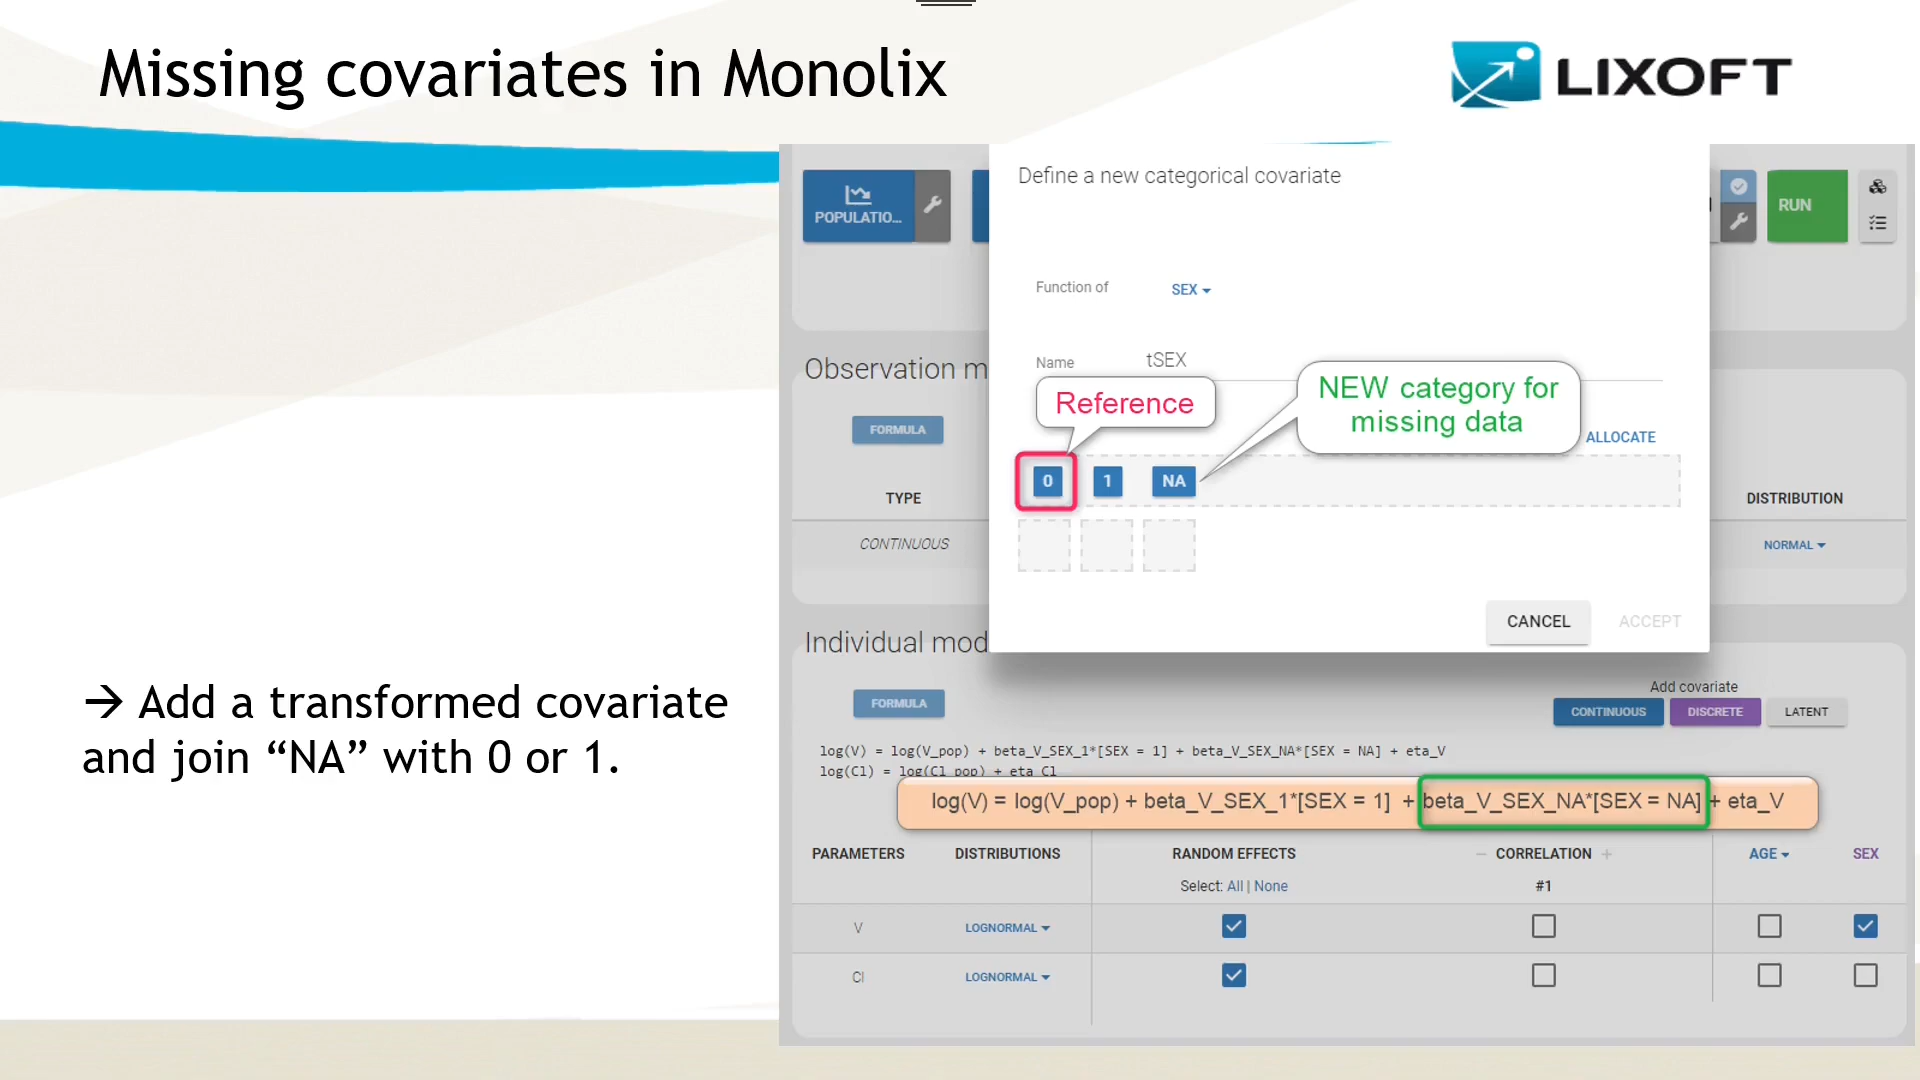 Missing covariates in Monolix
LIXOFT
→ Add a transformed covariate
and join “NA” with 0 or 1.
POPULATIO...
RUN
Define a new categorical covariate
Function of
SEX
Name
tSEX
Reference
NEW category for
missing data
ALLOCATE
0 1 NA
CANCEL
ACCEPT
Observation m
FORMULA
TYPE
DISTRIBUTION
CONTINUOUS
NORMAL
Individual mod
FORMULA
Add covariate
CONTINUOUS DISCRETE LATENT
log(V) = log(V_pop) + beta_V_SEX_1*[SEX = 1] + beta_V_SEX_NA*[SEX = NA] + eta_V
log(Cl) = log(Cl_pop) + eta_Cl
log(V) = log(V_pop) + beta_V_SEX_1*[SEX = 1] + beta_V_SEX_NA*[SEX = NA] + eta_V
PARAMETERS DISTRIBUTIONS RANDOM EFFECTS − CORRELATION + AGE SEX
Select: All | None #1
V LOGNORMAL
Cl LOGNORMAL